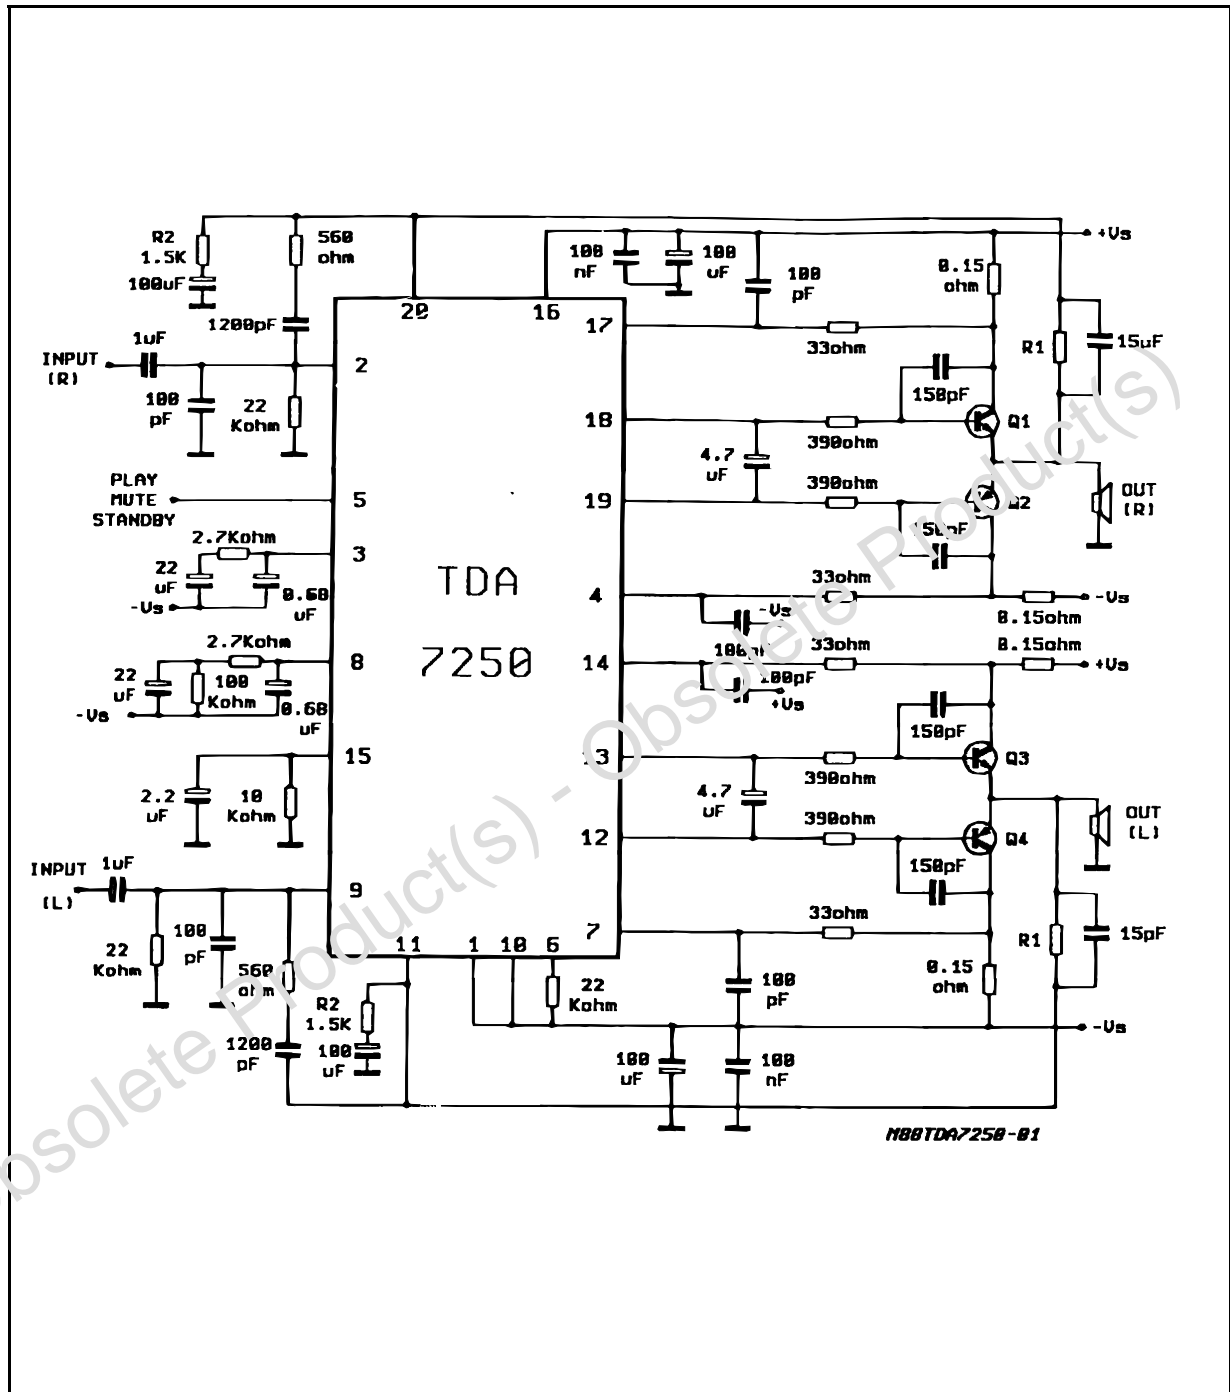 R2
1.5K
100uF
560
ohm
1200pF
1uF
INPUT
(R)
100
pF
22
Kohm
PLAY
MUTE
STANDBY
2.7Kohm
22
uF
-Vs
0.68
uF
2.7Kohm
22
uF
100
Kohm
-Vs
0.68
uF
2.2
uF
10
Kohm
INPUT
(L)
1uF
22
Kohm
100
pF
560
ohm
1200
pF
R2
1.5K
100
uF
20
16
17
2
18
5
19
3
TDA
7250
4
8
14
15
13
12
9
7
11
1
10
6
22
Kohm
100
nF
100
uF
100
pF
0.15
ohm
+Vs
33ohm
R1
15uF
150pF
Q1
390ohm
4.7
uF
390ohm
Q2
OUT
(R)
150pF
33ohm
-Vs
0.15ohm
-Vs
100pF
33ohm
0.15ohm
+Vs
100pF
+Vs
150pF
Q3
390ohm
4.7
uF
390ohm
Q4
OUT
(L)
150pF
33ohm
R1
15pF
0.15
ohm
100
pF
-Vs
100
uF
100
nF
M88TDA7250-01
Obsolete Product(s) - Obsolete Product(s)